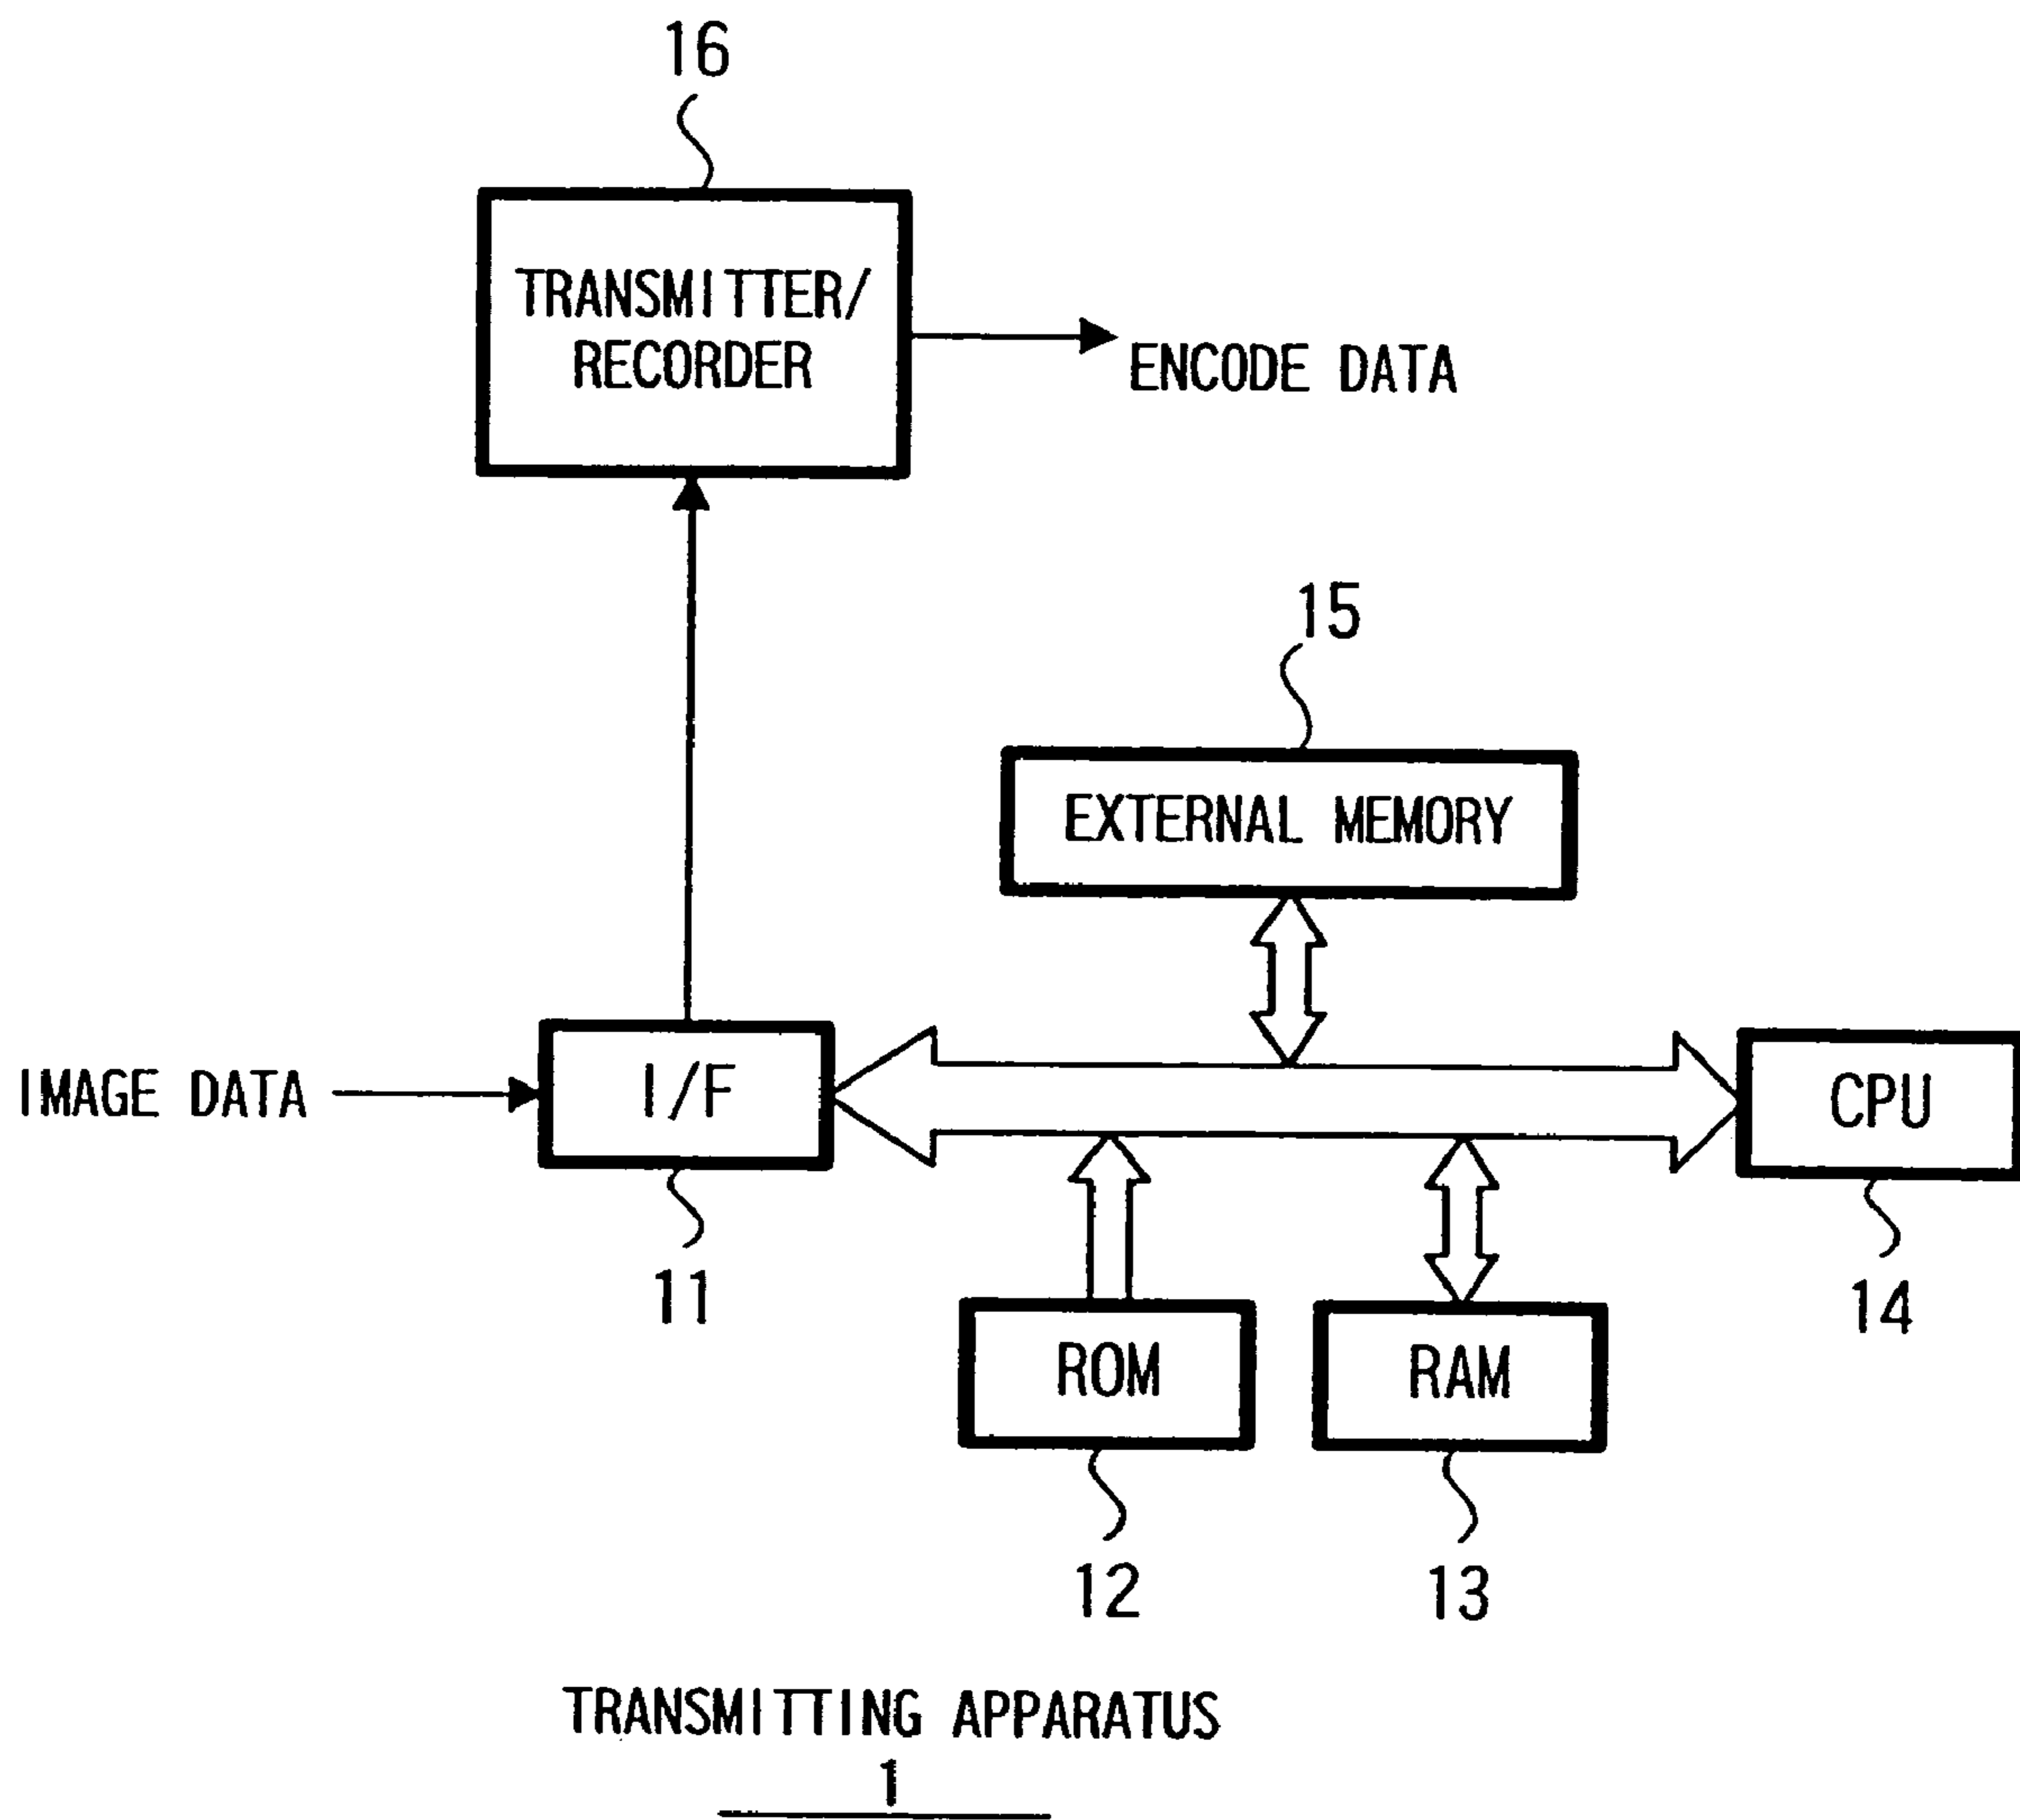 16
TRANSMITTER/
RECORDER
ENCODE DATA
15
EXTERNAL MEMORY
IMAGE DATA
I/F
CPU
11
14
ROM
RAM
12
13
TRANSMITTING APPARATUS
1